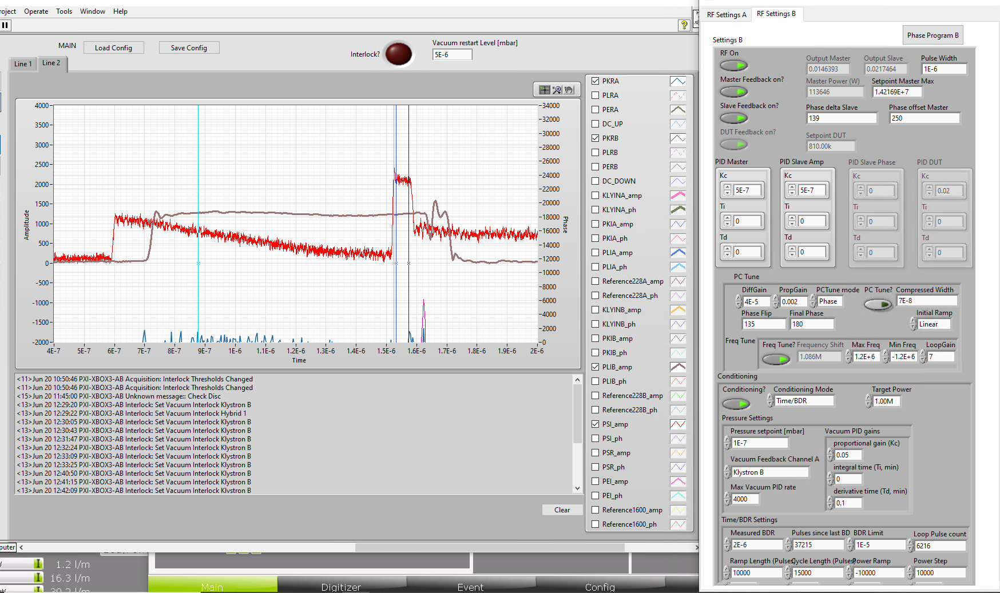 roject Operate Tools Window Help
MAIN Load Config Save Config Interlock? Vacuum restart Level [mbar]
5E-6
Line 1 Line 2
4000
3500
3000
2500
2000
1500
1000
500
0
-500
-1000
-1500
-2000
Amplitude
34000
32000
30000
28000
26000
24000
22000
20000
18000
16000
14000
12000
10000
8000
6000
4000
2000
0
Phase
4E-7 5E-7 6E-7 7E-7 8E-7 9E-7 1E-6 1.1E-6 1.2E-6 1.3E-6 1.4E-6 1.5E-6 1.6E-6 1.7E-6 1.8E-6 1.9E-6 2E-6
Time
PKRA
PLRA
PERA
DC_UP
PKRB
PLRB
PERB
DC_DOWN
KLYINA_amp
KLYINA_ph
PKIA_amp
PKIA_ph
PLIA_amp
PLIA_ph
Reference228A_amp
Reference228A_ph
KLYINB_amp
KLYINB_ph
PKIB_amp
PKIB_ph
PLIB_amp
PLIB_ph
Reference228B_amp
Reference228B_ph
PSI_amp
PSI_ph
PSR_amp
PSR_ph
PEI_amp
PEI_ph
Reference1600_amp
Reference1600_ph
<11>Jun 20 10:50:46 PXI-XBOX3-AB Acquisition: Interlock Thresholds Changed
<11>Jun 20 10:50:46 PXI-XBOX3-AB Acquisition: Interlock Thresholds Changed
<15>Jun 20 11:45:00 PXI-XBOX3-AB Unknown message:: Check Disc
<13>Jun 20 12:29:20 PXI-XBOX3-AB Interlock: Set Vacuum Interlock Klystron B
<13>Jun 20 12:29:22 PXI-XBOX3-AB Interlock: Set Vacuum Interlock Hybrid 1
<13>Jun 20 12:30:05 PXI-XBOX3-AB Interlock: Set Vacuum Interlock Klystron B
<13>Jun 20 12:30:43 PXI-XBOX3-AB Interlock: Set Vacuum Interlock Klystron B
<13>Jun 20 12:31:47 PXI-XBOX3-AB Interlock: Set Vacuum Interlock Klystron B
<13>Jun 20 12:32:24 PXI-XBOX3-AB Interlock: Set Vacuum Interlock Klystron B
<13>Jun 20 12:33:09 PXI-XBOX3-AB Interlock: Set Vacuum Interlock Klystron B
<13>Jun 20 12:33:25 PXI-XBOX3-AB Interlock: Set Vacuum Interlock Klystron B
<13>Jun 20 12:40:50 PXI-XBOX3-AB Interlock: Set Vacuum Interlock Klystron B
<13>Jun 20 12:41:15 PXI-XBOX3-AB Interlock: Set Vacuum Interlock Klystron B
<13>Jun 20 12:42:09 PXI-XBOX3-AB Interlock: Set Vacuum Interlock Klystron B
Clear
puter
1.2 l/m
16.3 l/m
Main Digitizer Event Config
RF Settings A RF Settings B
Phase Program B
Settings B
RF On Output Master Output Slave Pulse Width
0.0146393 0.0217464 1E-6
Master Feedback on? Master Power (W) Setpoint Master Max
113646 1.42169E+7
Slave Feedback on? Phase delta Slave Phase offset Master
139 250
DUT Feedback on? Setpoint DUT
810.00k
PID Master PID Slave Amp PID Slave Phase PID DUT
Kc Kc Kc Kc
5E-7 5E-7 0 0.02
Ti Ti Ti Ti
0 0 0 0
Td Td Td Td
0 0 0 0
PC Tune
DiffGain PropGain PCTune mode PC Tune? Compressed Width
4E-5 0.002 Phase 7E-8
Phase Flip Final Phase Initial Ramp
135 180 Linear
Freq Tune Freq Tune? Frequency Shift Max Freq Min Freq LoopGain
1.086M 1.2E+6 -1.2E+6 7
Conditioning
Conditioning? Conditioning Mode Target Power
Time/BDR 1.00M
Pressure Settings
Pressure setpoint [mbar] Vacuum PID gains
1E-7 proportional gain (Kc)
0.05
Vacuum Feedback Channel A integral time (Ti, min)
Klystron B 0
Max Vacuum PID rate derivative time (Td, min)
4000 0.1
Time/BDR Settings
Measured BDR Pulses since last BD BDR Limit Loop Pulse count
2E-6 37215 1E-5 6216
Ramp Length (Pulses Cycle Length (Pulses) Power Ramp Power Step
10000 15000 -10000 10000